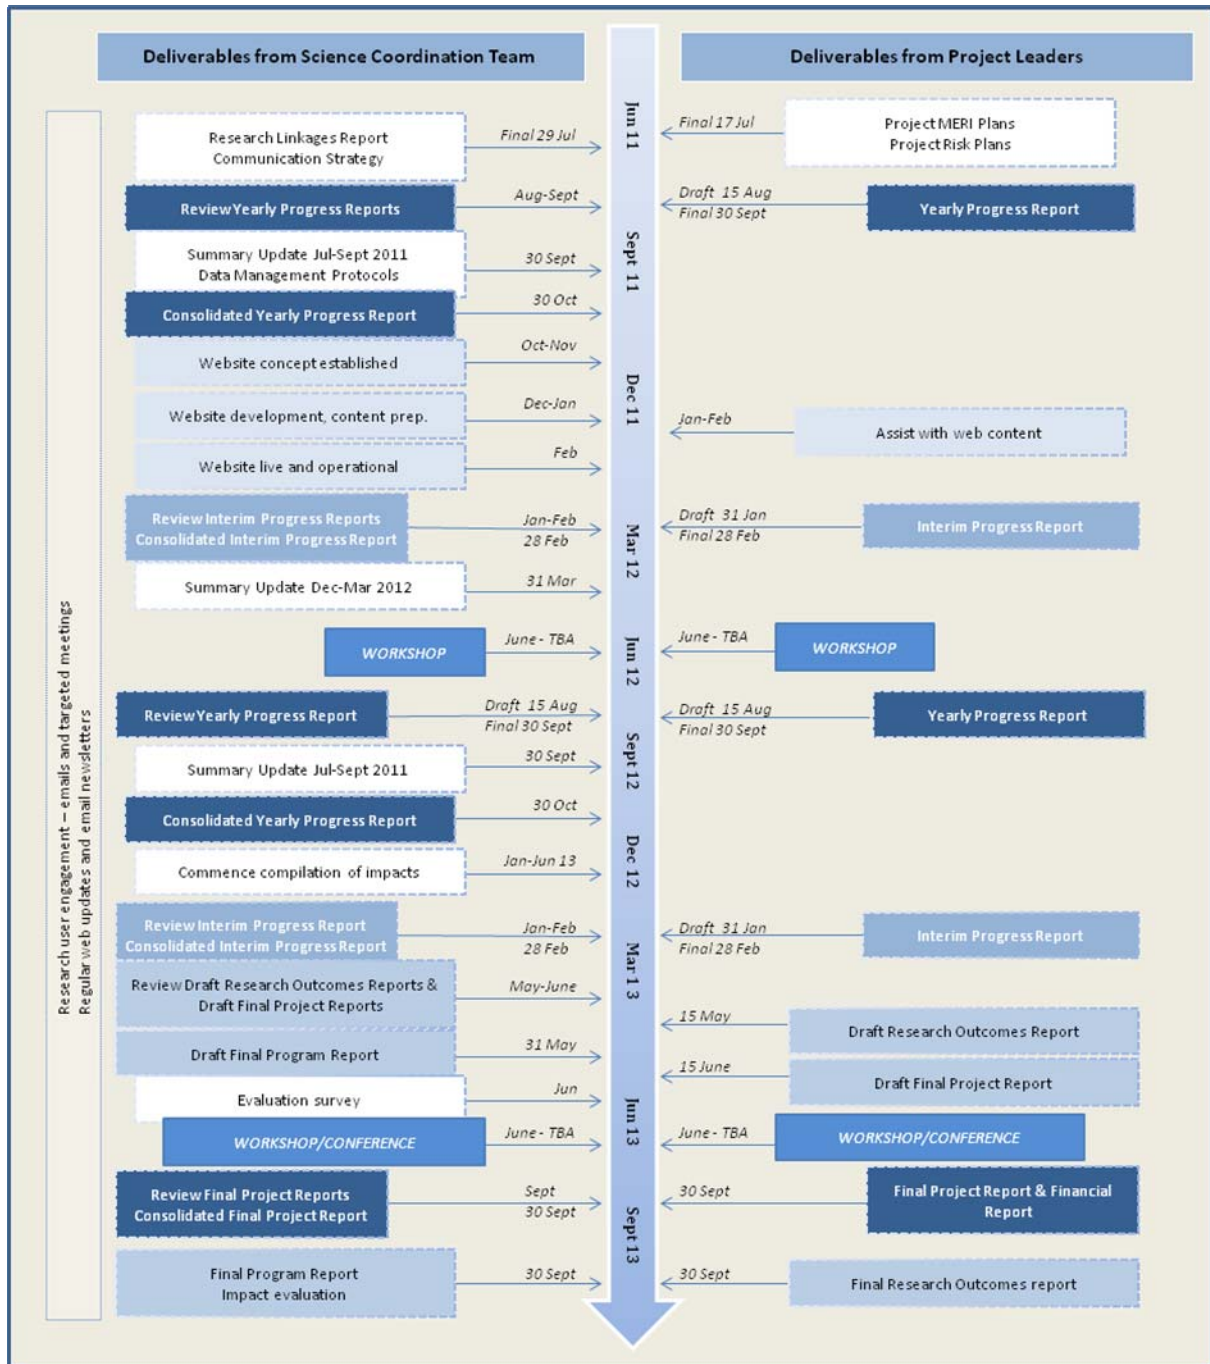 Deliverables from Science Coordination Team
Deliverables from Project Leaders
Research user engagement – emails and targeted meetings
Regular web updates and email newsletters
Jun 11
Research Linkages Report
Communication Strategy
Final 29 Jul
Final 17 Jul
Project MERI Plans
Project Risk Plans
Review Yearly Progress Reports
Aug-Sept
Draft 15 Aug
Final 30 Sept
Yearly Progress Report
Sept 11
Summary Update Jul-Sept 2011
Data Management Protocols
30 Sept
Consolidated Yearly Progress Report
30 Oct
Website concept established
Oct-Nov
Dec 11
Website development, content prep.
Dec-Jan
Jan-Feb
Assist with web content
Website live and operational
Feb
Review Interim Progress Reports
Consolidated Interim Progress Report
Jan-Feb
28 Feb
Mar 12
Draft 31 Jan
Final 28 Feb
Interim Progress Report
Summary Update Dec-Mar 2012
31 Mar
WORKSHOP
June - TBA
Jun 12
June - TBA
WORKSHOP
Review Yearly Progress Report
Draft 15 Aug
Final 30 Sept
Draft 15 Aug
Final 30 Sept
Yearly Progress Report
Sept 12
Summary Update Jul-Sept 2011
30 Sept
Consolidated Yearly Progress Report
30 Oct
Dec 12
Commence compilation of impacts
Jan-Jun 13
Review Interim Progress Report
Consolidated Interim Progress Report
Jan-Feb
28 Feb
Mar 13
Draft 31 Jan
Final 28 Feb
Interim Progress Report
Review Draft Research Outcomes Reports &
Draft Final Project Reports
May-June
15 May
Draft Research Outcomes Report
Draft Final Program Report
31 May
15 June
Draft Final Project Report
Evaluation survey
Jun
Jun 13
WORKSHOP/CONFERENCE
June - TBA
June - TBA
WORKSHOP/CONFERENCE
Review Final Project Reports
Consolidated Final Project Report
Sept
30 Sept
30 Sept
Final Project Report & Financial
Report
Sept 13
Final Program Report
Impact evaluation
30 Sept
30 Sept
Final Research Outcomes report